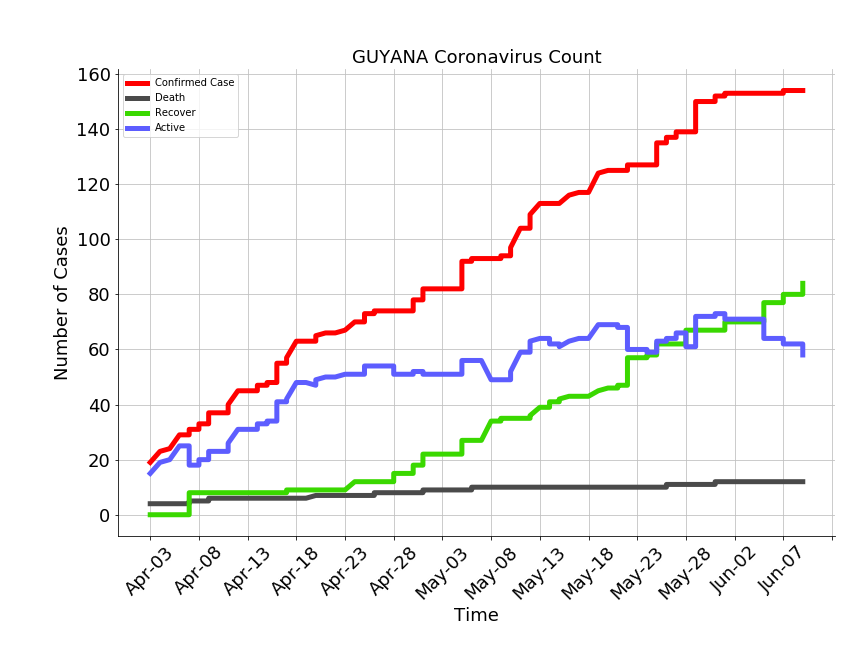 GUYANA Coronavirus Count
Number of Cases
160
140
120
100
80
60
40
20
0
Confirmed Case
Death
Recover
Active
Apr-03
Apr-08
Apr-13
Apr-18
Apr-23
Apr-28
May-03
May-08
May-13
May-18
May-23
May-28
Jun-02
Jun-07
Time